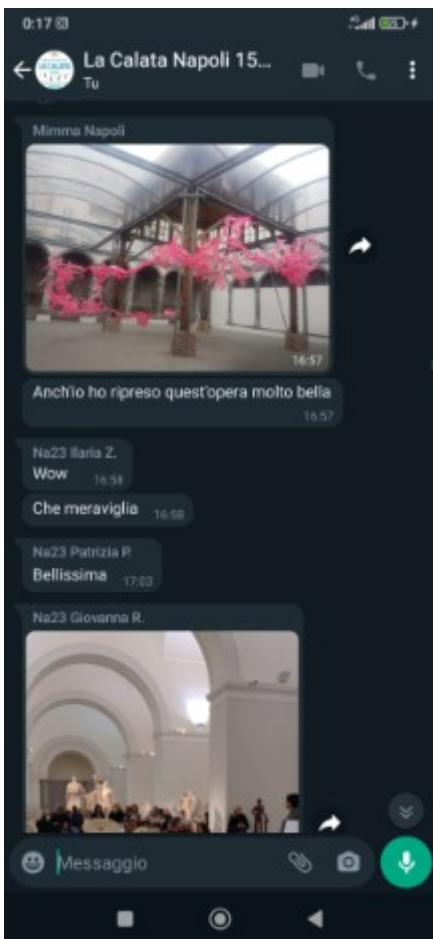 0:17
La Calata Napoli 15...
Tu
Mimma Napoli
16:57
Anch'io ho ripreso quest'opera molto bella
16:57
Na23 Ilaria Z.
Wow 16:58
Che meraviglia 16:58
Na23 Patrizia P.
Bellissima 17:03
Na23 Giovanna R.
Messaggio